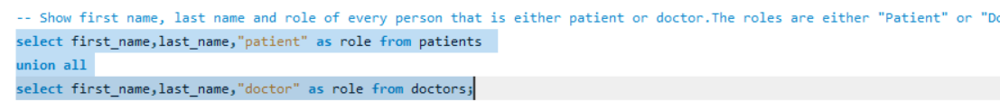 -- Show first name, last name and role of every person that is either patient or doctor.The roles are either "Patient" or "Do
select first_name,last_name,"patient" as role from patients
union all
select first_name,last_name,"doctor" as role from doctors;